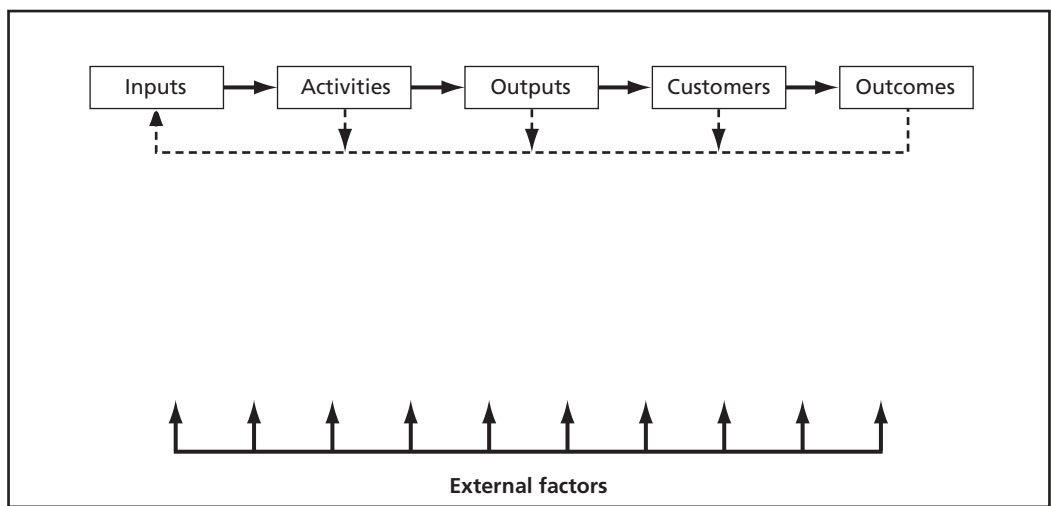 Inputs
Activities
Outputs
Customers
Outcomes
External factors